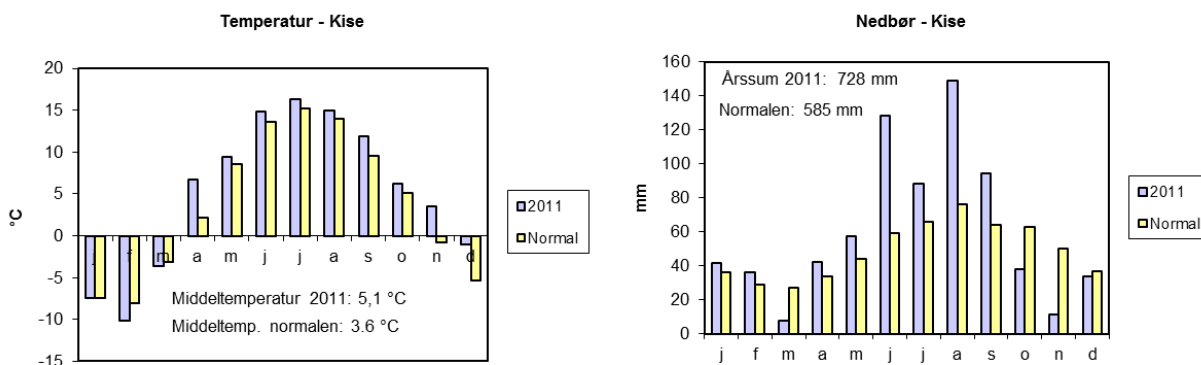 Temperatur - Kise
20
15
10
5
0
-5
-10
-15
°C
j f m a m j j a s o n d
Middeltemperatur 2011: 5,1 °C
Middeltemp. normalen: 3.6 °C
2011
Normal
Nedbør - Kise
160
140
120
100
80
60
40
20
0
mm
Årssum 2011: 728 mm
Normalen: 585 mm
j f m a m j j a s o n d
2011
Normal